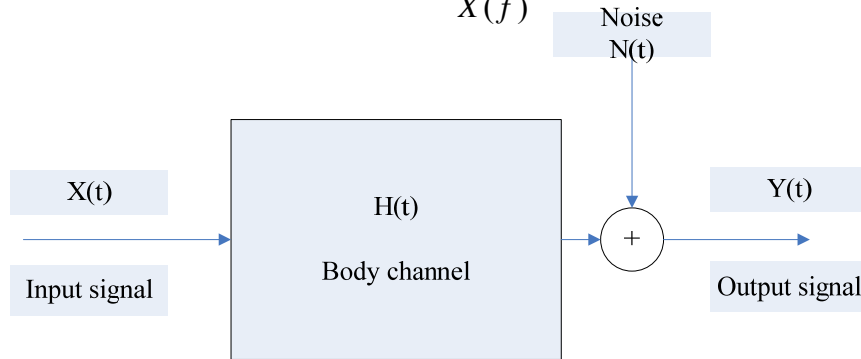 X(f)
Noise
N(t)
X(t)
H(t)
Y(t)
+
Body channel
Input signal
Output signal